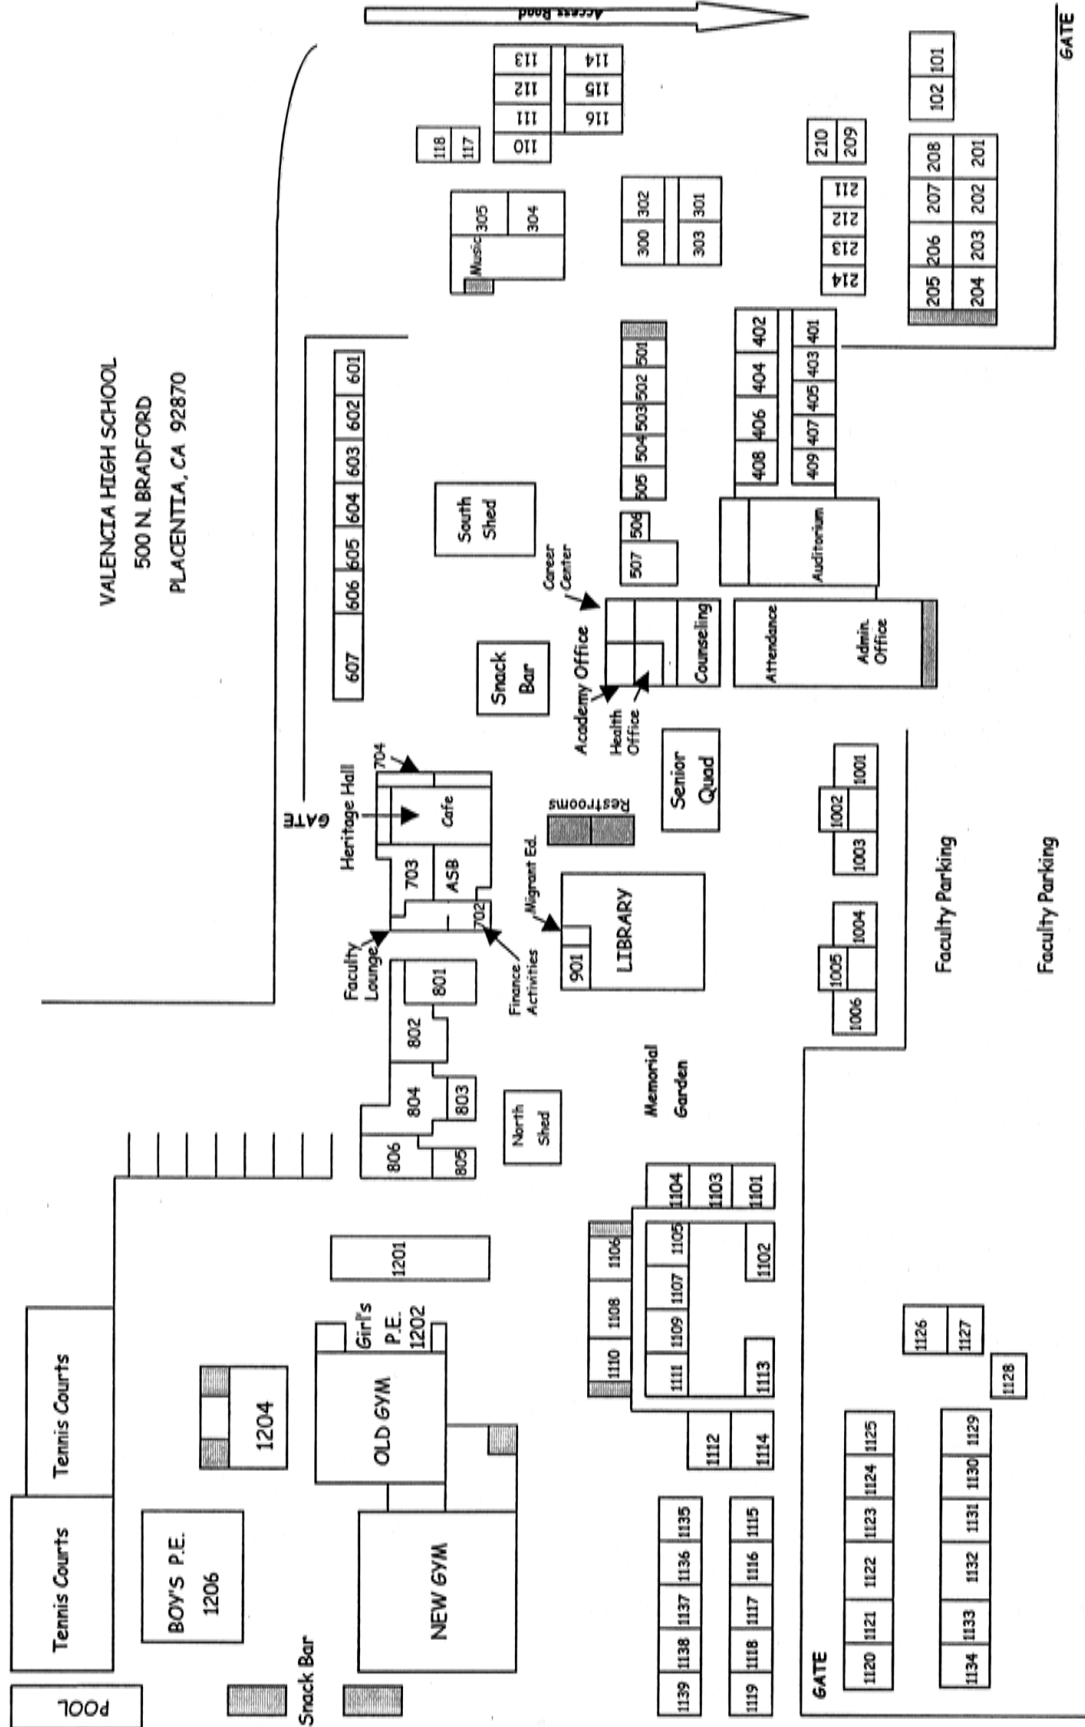 VALENCIA HIGH SCHOOL
500 N. BRADFORD
PLACENTIA, CA 92870
POOL
Tennis Courts
Tennis Courts
BOY'S P.E.
1206
1204
Snack Bar
NEW GYM
OLD GYM
Girl's
P.E.
1202
1201
806
805
804
803
802
801
North
Shed
Faculty
Lounge
Finance
Activities
702
703
ASB
Heritage Hall
704
Cafe
GATE
607
606
605
604
603
602
601
Snack
Bar
South
Shed
Music
305
304
118
117
110
111
112
113
116
115
114
Access Road
Migrant Ed.
901
LIBRARY
Restrooms
Senior
Quad
Academy Office
Health
Office
Career
Center
Counseling
507
506
505
504
503
502
501
300
302
303
301
Attendance
Admin.
Office
Auditorium
408
406
404
402
409
407
405
403
401
214
213
212
211
210
209
205
206
207
208
204
203
202
201
102
101
GATE
Memorial
Garden
1104
1103
1101
1106
1108
1110
1105
1107
1109
1111
1102
1113
1112
1114
1139
1138
1137
1136
1135
1119
1118
1117
1116
1115
1006
1005
1004
1003
1002
1001
Faculty Parking
Faculty Parking
GATE
1120
1121
1122
1123
1124
1125
1126
1127
1128
1134
1133
1132
1131
1130
1129